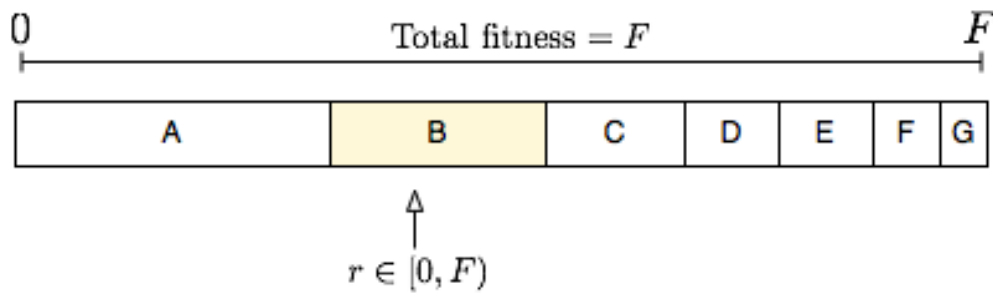 0 Total fitness = F F
A B C D E F G
r ∈ [0, F)